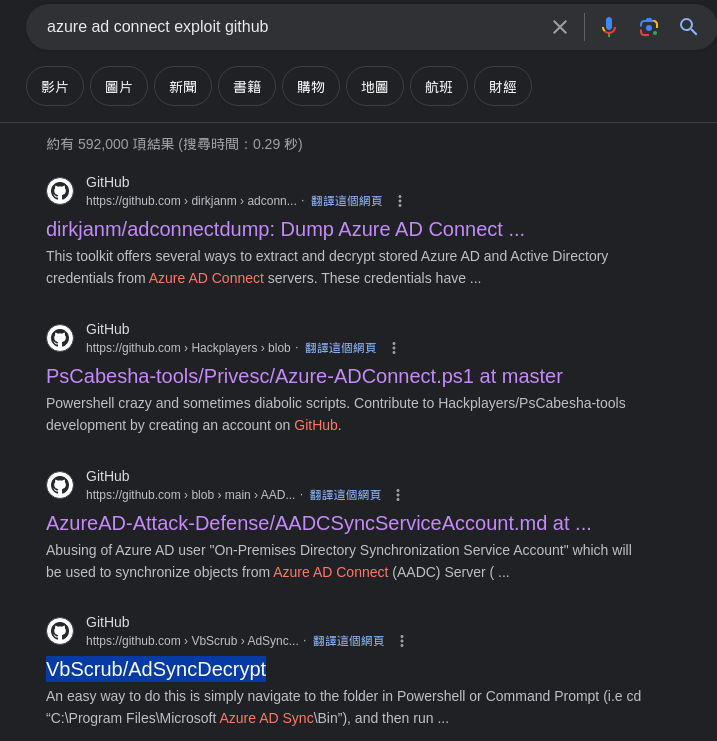 azure ad connect exploit github
影片 圖片 新聞 書籍 購物 地圖 航班 財經
約有 592,000 項結果 (搜尋時間：0.29 秒)
GitHub
https://github.com › dirkjanm › adconn... · 翻譯這個網頁
dirkjanm/adconnectdump: Dump Azure AD Connect ...
This toolkit offers several ways to extract and decrypt stored Azure AD and Active Directory
credentials from Azure AD Connect servers. These credentials have ...
GitHub
https://github.com › Hackplayers › blob · 翻譯這個網頁
PsCabesha-tools/Privesc/Azure-ADConnect.ps1 at master
Powershell crazy and sometimes diabolic scripts. Contribute to Hackplayers/PsCabesha-tools
development by creating an account on GitHub.
GitHub
https://github.com › blob › main › AAD... · 翻譯這個網頁
AzureAD-Attack-Defense/AADCSyncServiceAccount.md at ...
Abusing of Azure AD user "On-Premises Directory Synchronization Service Account" which will
be used to synchronize objects from Azure AD Connect (AADC) Server ( ...
GitHub
https://github.com › VbScrub › AdSync... · 翻譯這個網頁
VbScrub/AdSyncDecrypt
An easy way to do this is simply navigate to the folder in Powershell or Command Prompt (i.e cd
“C:\Program Files\Microsoft Azure AD Sync\Bin”), and then run ...